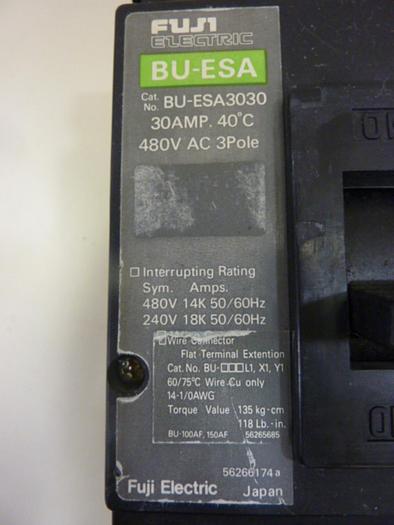 FUJI
ELECTRIC
BU-ESA
Cat. No. BU-ESA3030
30AMP. 40°C
480V AC 3Pole
□ Interrupting Rating
Sym. Amps.
480V 14K 50/60Hz
240V 18K 50/60Hz
□ Wire Connector
Flat Terminal Extention
Cat. No. BU-□□□L1, X1, Y1
60/75°C Wire Cu only
14-1/0AWG
Torque Value 135 kg-cm
118 Lb.-in.
BU-100AF, 150AF 56265685
56266174a
Fuji Electric Japan